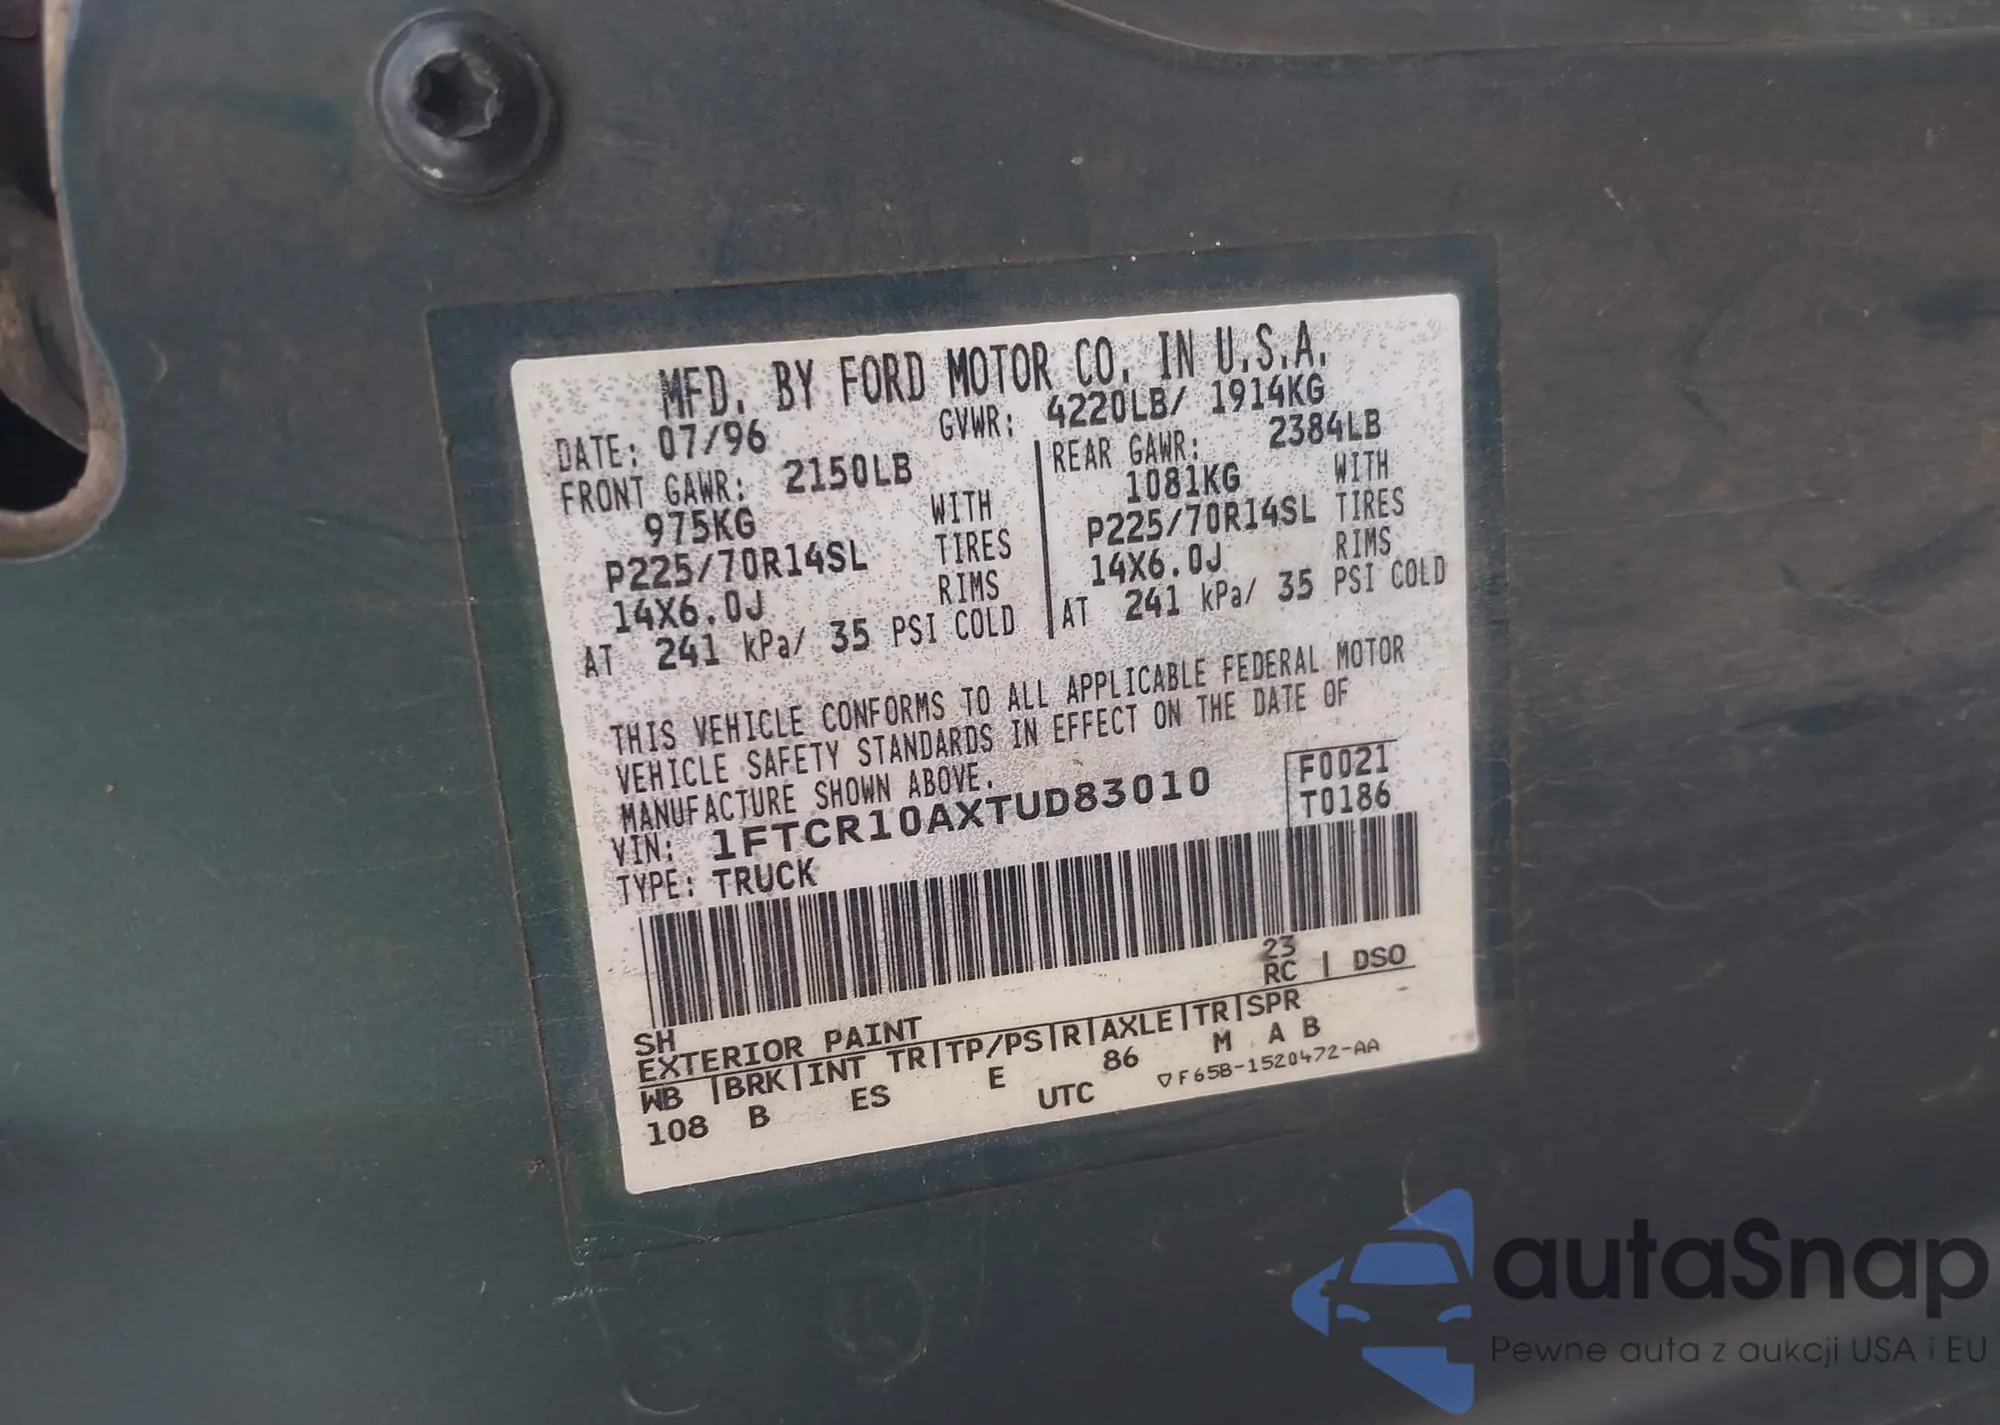 MFD. BY FORD MOTOR CO. IN U.S.A.
DATE: 07/96 GVWR: 4220LB/ 1914KG
FRONT GAWR: 2150LB REAR GAWR: 2384LB
975KG WITH 1081KG WITH
P225/70R14SL TIRES P225/70R14SL TIRES
14X6.0J RIMS 14X6.0J RIMS
AT 241 kPa/ 35 PSI COLD AT 241 kPa/ 35 PSI COLD
THIS VEHICLE CONFORMS TO ALL APPLICABLE FEDERAL MOTOR
VEHICLE SAFETY STANDARDS IN EFFECT ON THE DATE OF
MANUFACTURE SHOWN ABOVE.
VIN: 1FTCR10AXTUD83010 F0021
TYPE: TRUCK T0186
SH 23
EXTERIOR PAINT RC | DSO
WB |BRK|INT TR|TP/PS|R|AXLE|TR|SPR
108 B ES E 86 M A B
UTC ▽F65B-1520472-AA
autaSnap
Pewne auta z aukcji USA i EU